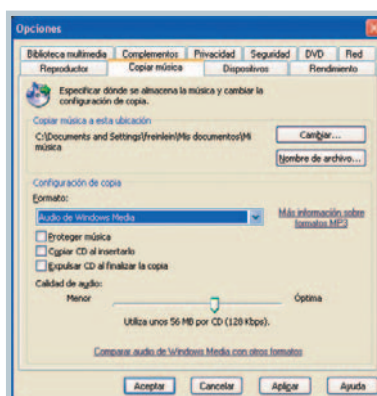 Opciones
Biblioteca multimedia Complementos Privacidad Seguridad DVD Red
Reproductor Copiar música Dispositivos Rendimiento
Especificar dónde se almacena la música y cambiar la
configuración de copia.
Copiar música a esta ubicación
C:\Documents and Settings\freinlein\Mis documentos\Mi
música
Cambiar...
Nombre de archivo...
Configuración de copia
Formato:
Audio de Windows Media
Más información sobre
formatos MP3
Proteger música
Copiar CD al insertarlo
Expulsar CD al finalizar la copia
Calidad de audio:
Menor Óptima
Utiliza unos 56 MB por CD (128 Kbps).
Comparar audio de Windows Media con otros formatos
Aceptar Cancelar Aplicar Ayuda